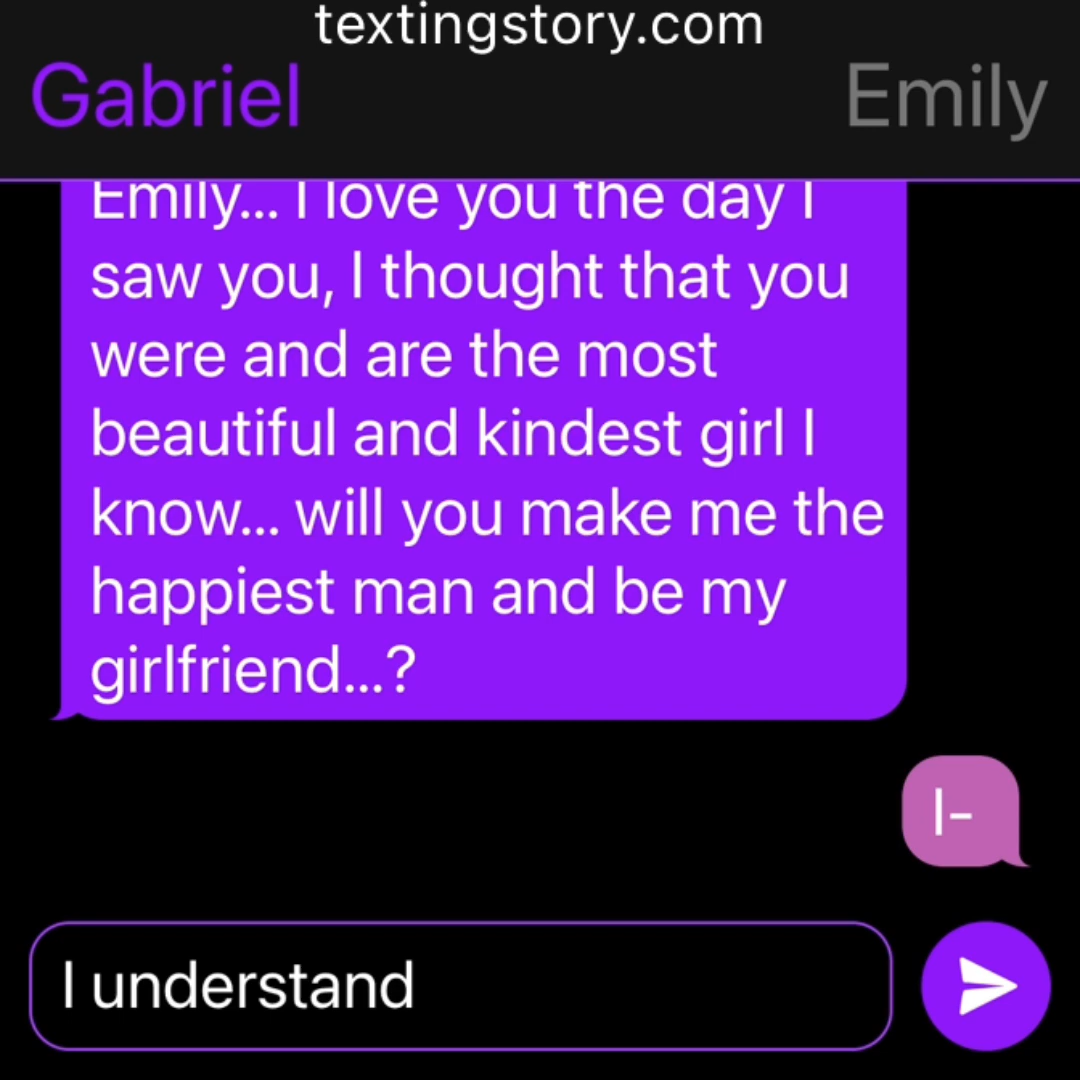 textingstory.com
Gabriel
Emily
Emily... I love you the day I
saw you, I thought that you
were and are the most
beautiful and kindest girl I
know... will you make me the
happiest man and be my
girlfriend...?
I-
I understand